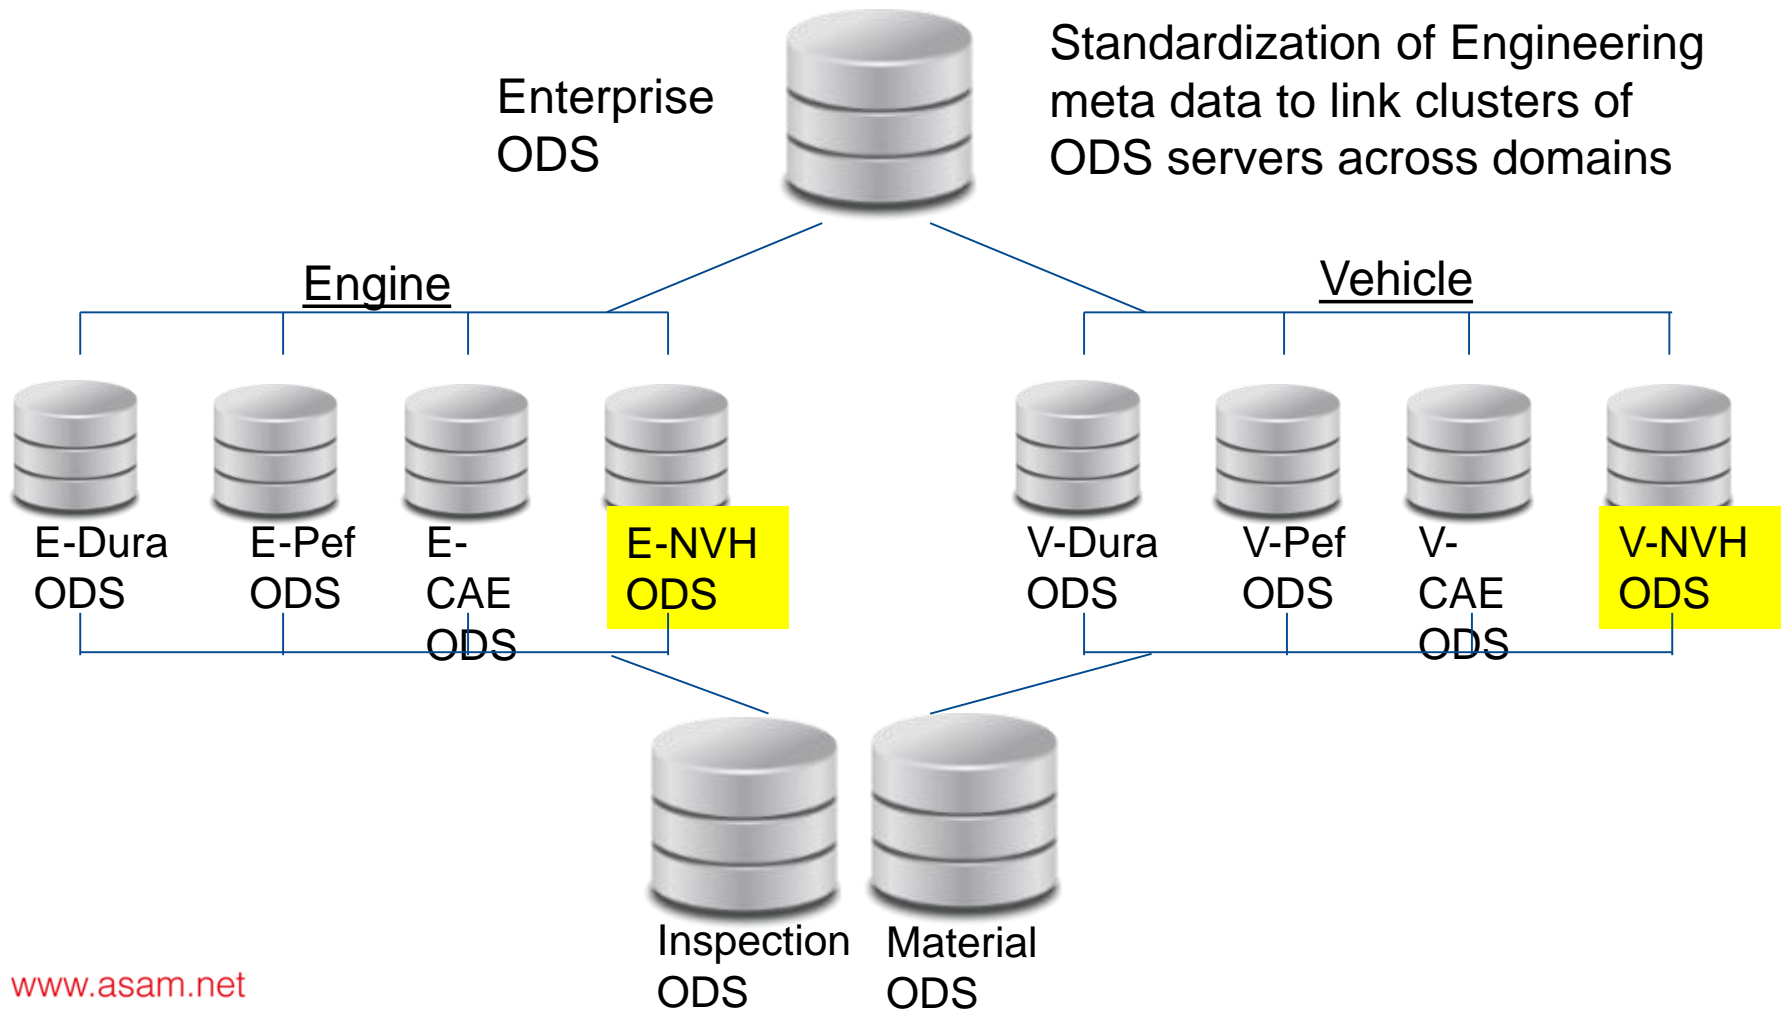 Enterprise
ODS
Standardization of Engineering
meta data to link clusters of
ODS servers across domains
Engine
Vehicle
E-Dura
ODS
E-Pef
ODS
E-
CAE
ODS
E-NVH
ODS
V-Dura
ODS
V-Pef
ODS
V-
CAE
ODS
V-NVH
ODS
Inspection
ODS
Material
ODS
www.asam.net